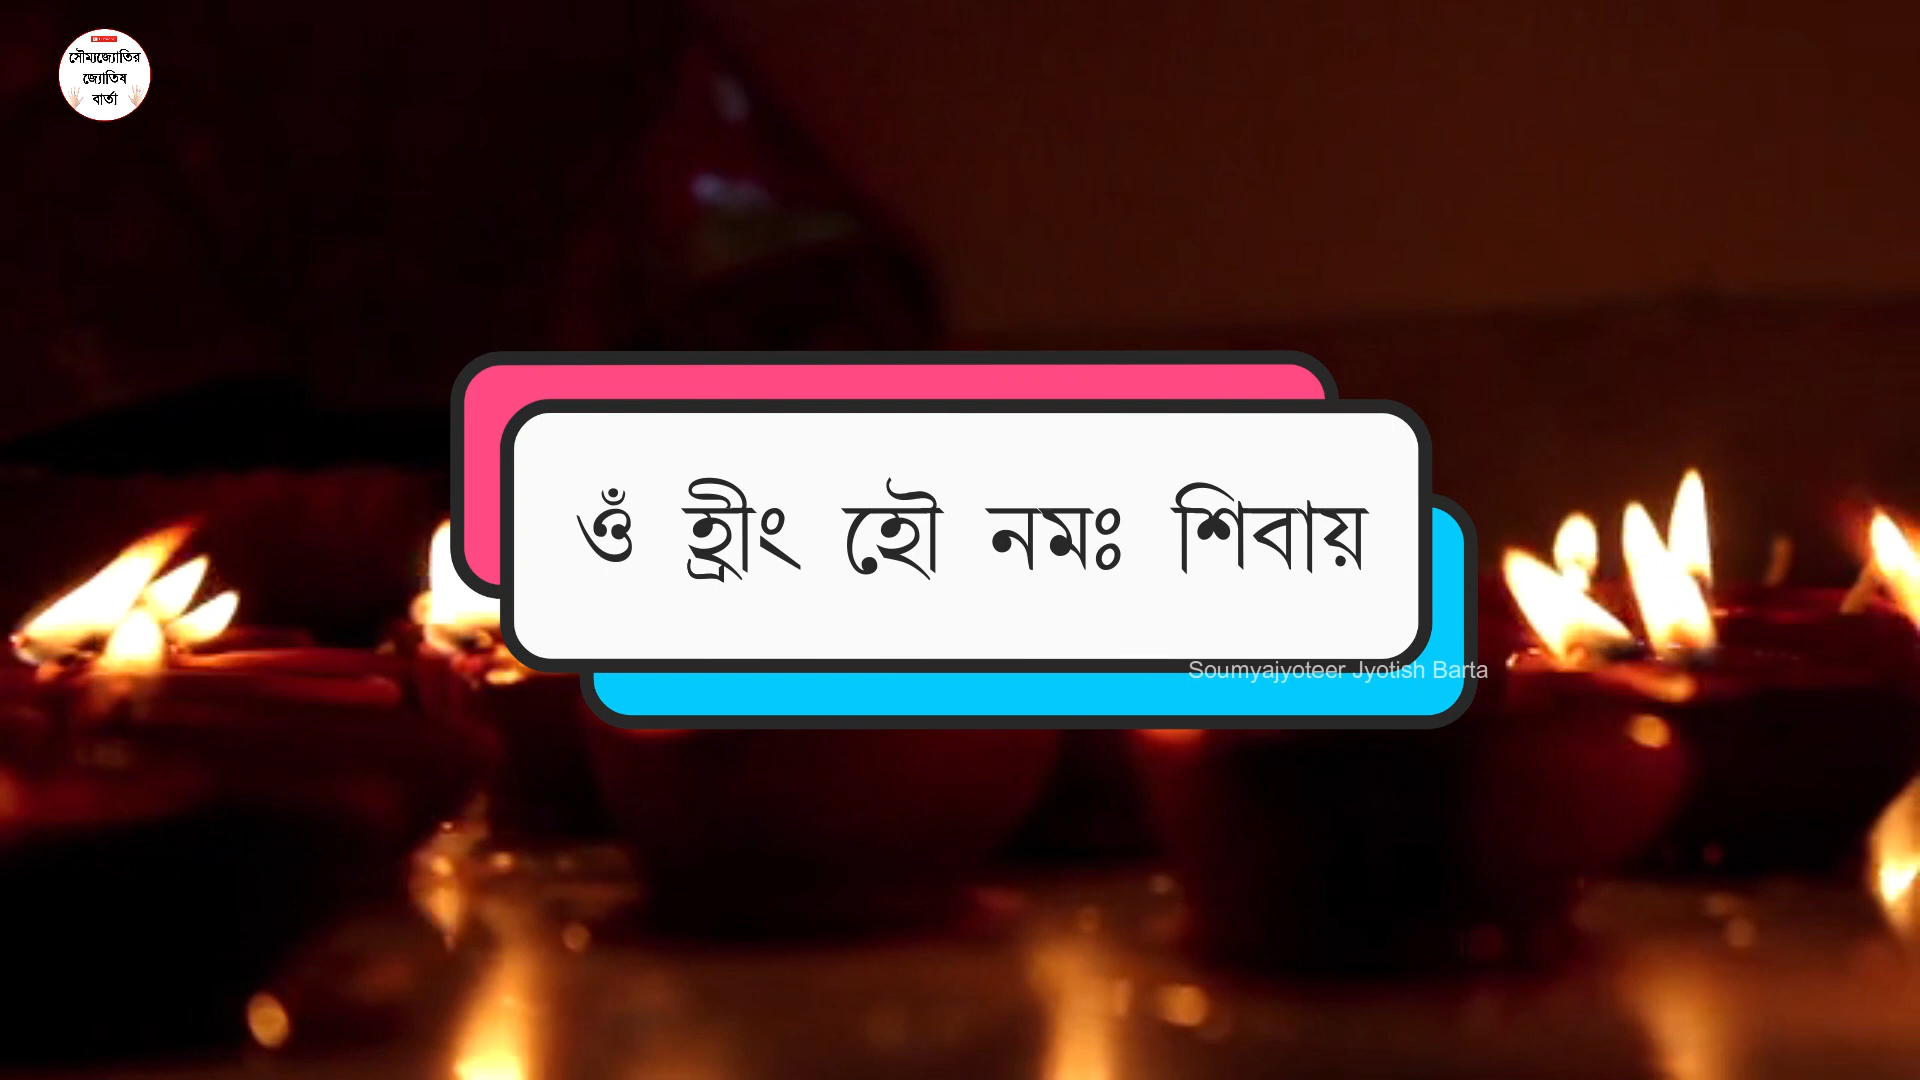 সৌম্যজ্যোতির
জ্যোতিষ
বার্তা
ওঁ হ্রীং হৌ নমঃ শিবায়
Soumyajyoteer Jyotish Barta